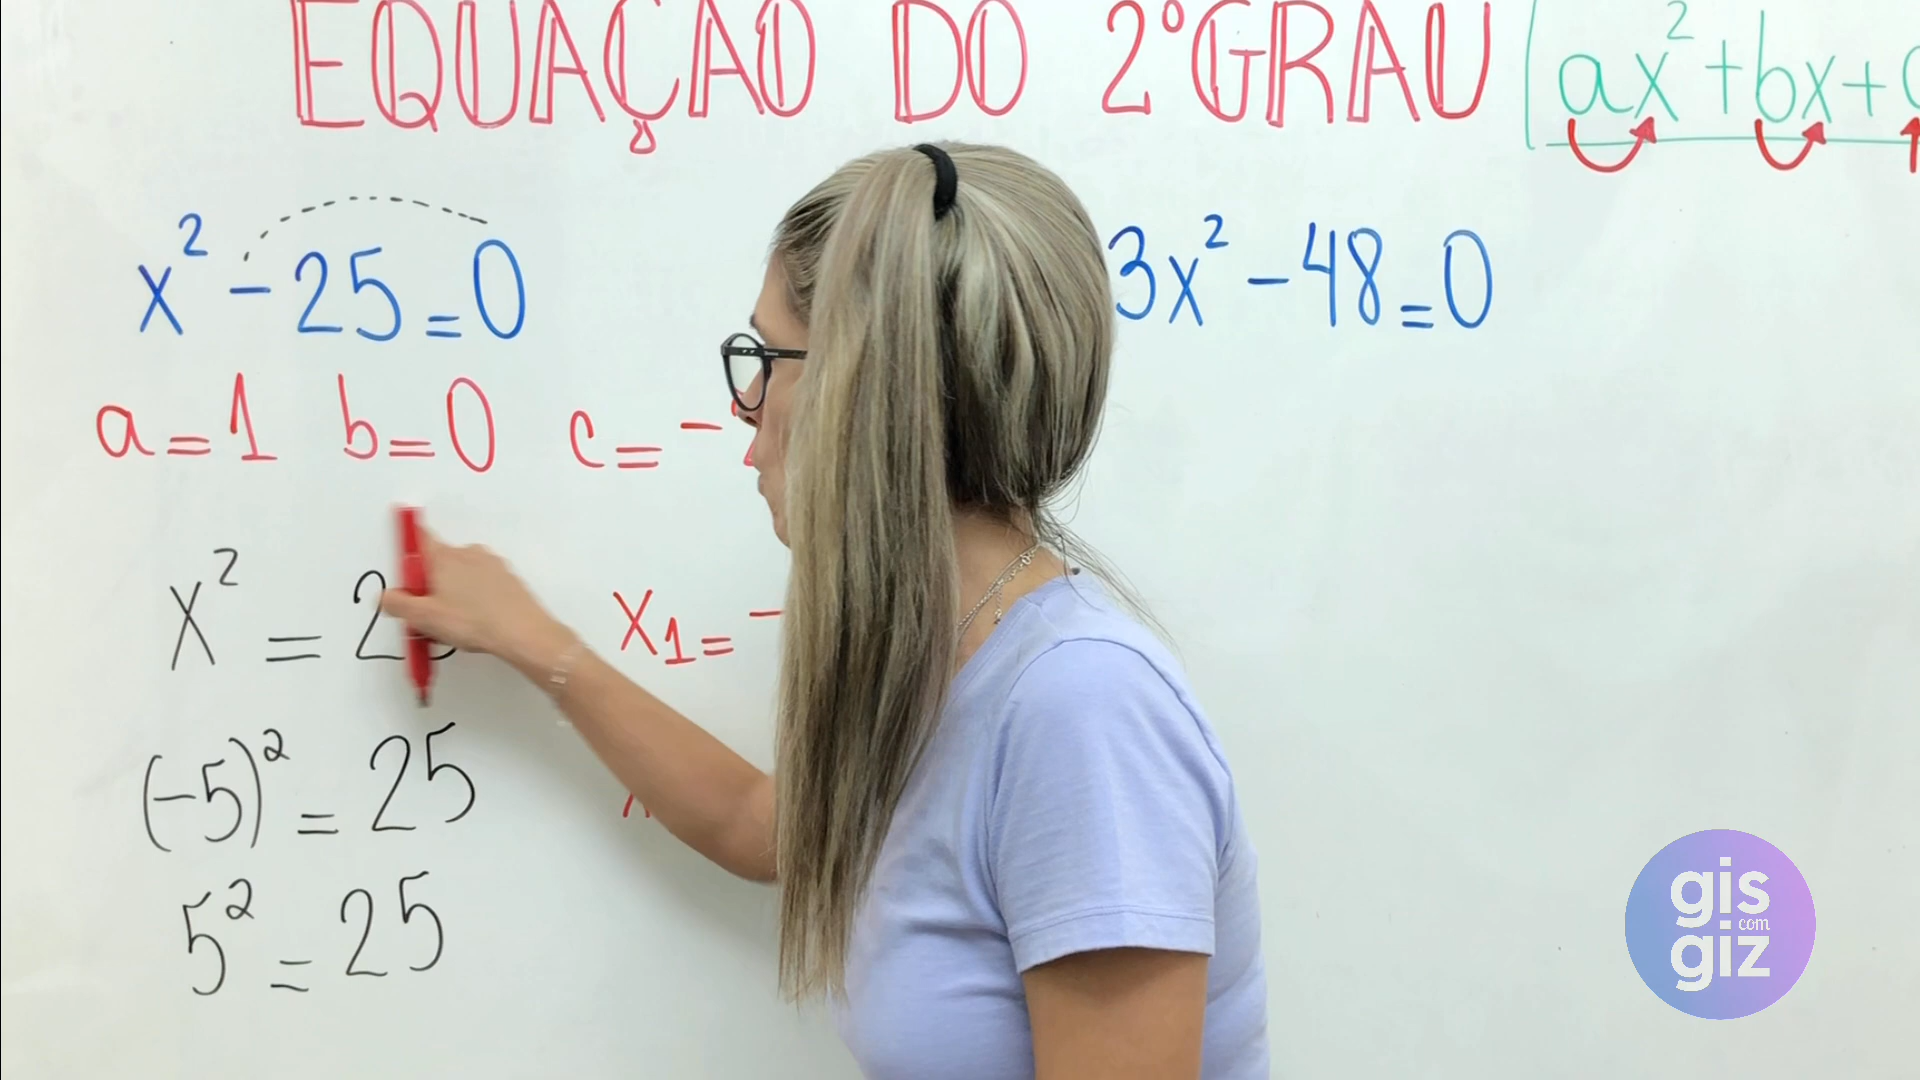 EQUAÇÃO DO 2º GRAU
ax² + bx +
x² - 25 = 0
a = 1 b = 0 c = -
x² = 2
(-5)² = 25
5² = 25
x₁ = -
3x² - 48 = 0
gis
com
giz